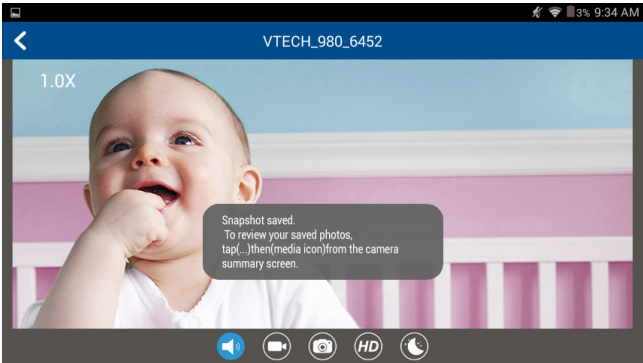 3% 9:34 AM
VTECH_980_6452
1.0X
Snapshot saved.
To review your saved photos,
tap(...)then(media icon)from the camera
summary screen.
HD